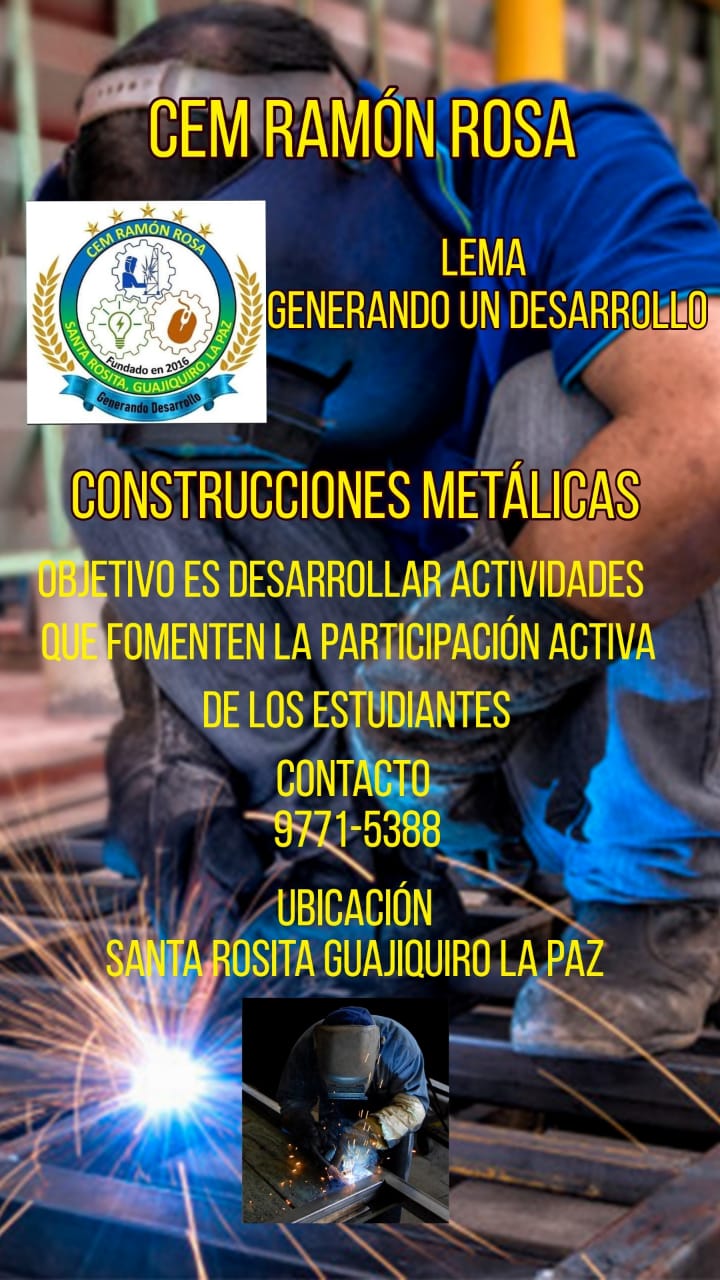 CEM RAMÓN ROSA
CEM RAMÓN ROSA
Fundado en 2016
SANTA ROSITA, GUAJIQUIRO, LA PAZ
Generando Desarrollo
LEMA
GENERANDO UN DESARROLLO
CONSTRUCCIONES METÁLICAS
OBJETIVO ES DESARROLLAR ACTIVIDADES
QUE FOMENTEN LA PARTICIPACIÓN ACTIVA
DE LOS ESTUDIANTES
CONTACTO
9771-5388
UBICACIÓN
SANTA ROSITA GUAJIQUIRO LA PAZ